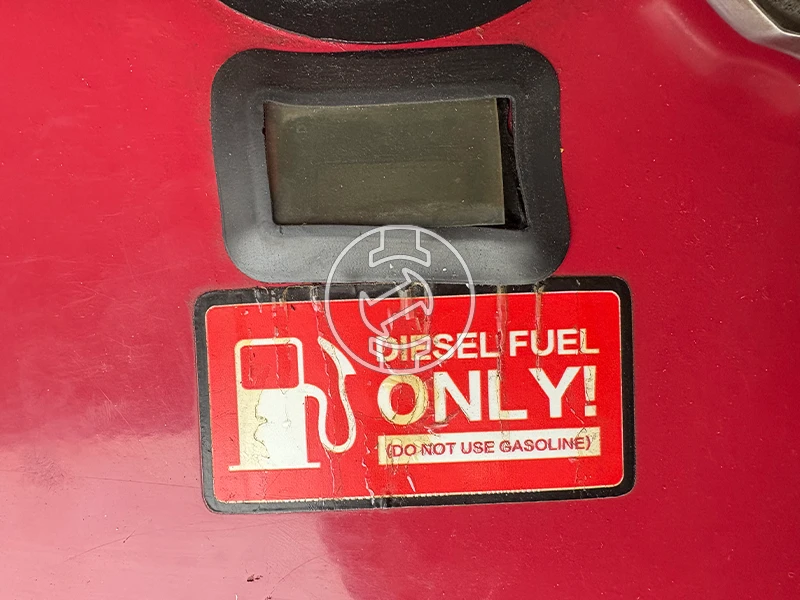 DIESEL FUEL
ONLY!
(DO NOT USE GASOLINE)